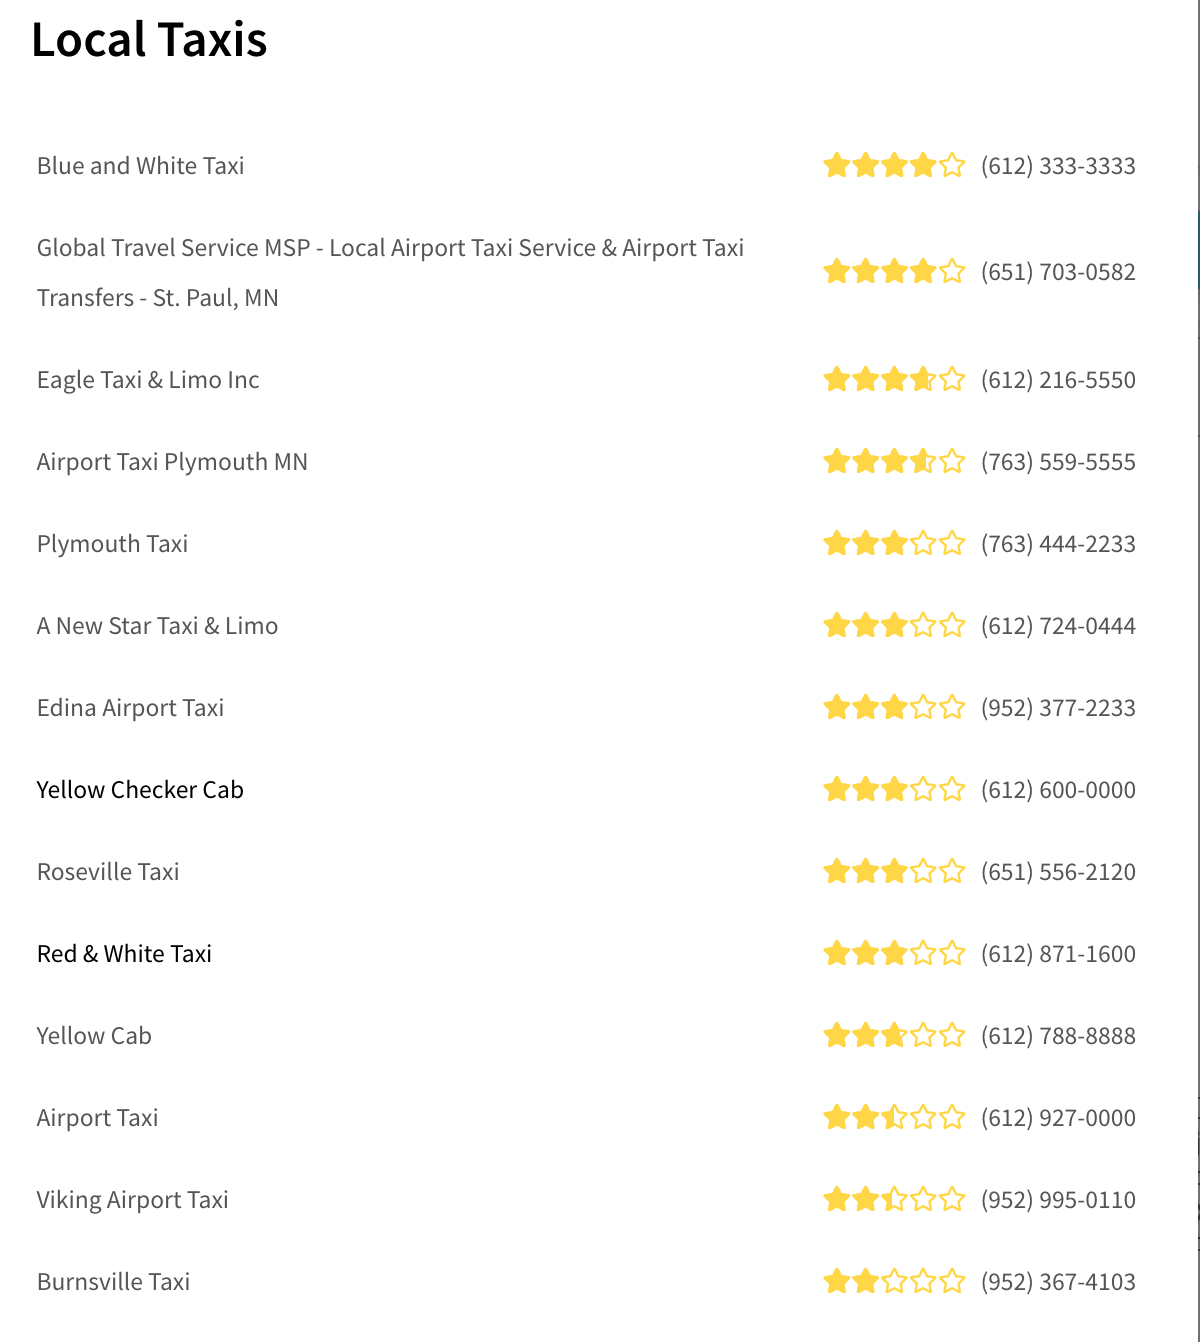 Local Taxis
Blue and White Taxi (612) 333-3333
Global Travel Service MSP - Local Airport Taxi Service & Airport Taxi
Transfers - St. Paul, MN (651) 703-0582
Eagle Taxi & Limo Inc (612) 216-5550
Airport Taxi Plymouth MN (763) 559-5555
Plymouth Taxi (763) 444-2233
A New Star Taxi & Limo (612) 724-0444
Edina Airport Taxi (952) 377-2233
Yellow Checker Cab (612) 600-0000
Roseville Taxi (651) 556-2120
Red & White Taxi (612) 871-1600
Yellow Cab (612) 788-8888
Airport Taxi (612) 927-0000
Viking Airport Taxi (952) 995-0110
Burnsville Taxi (952) 367-4103